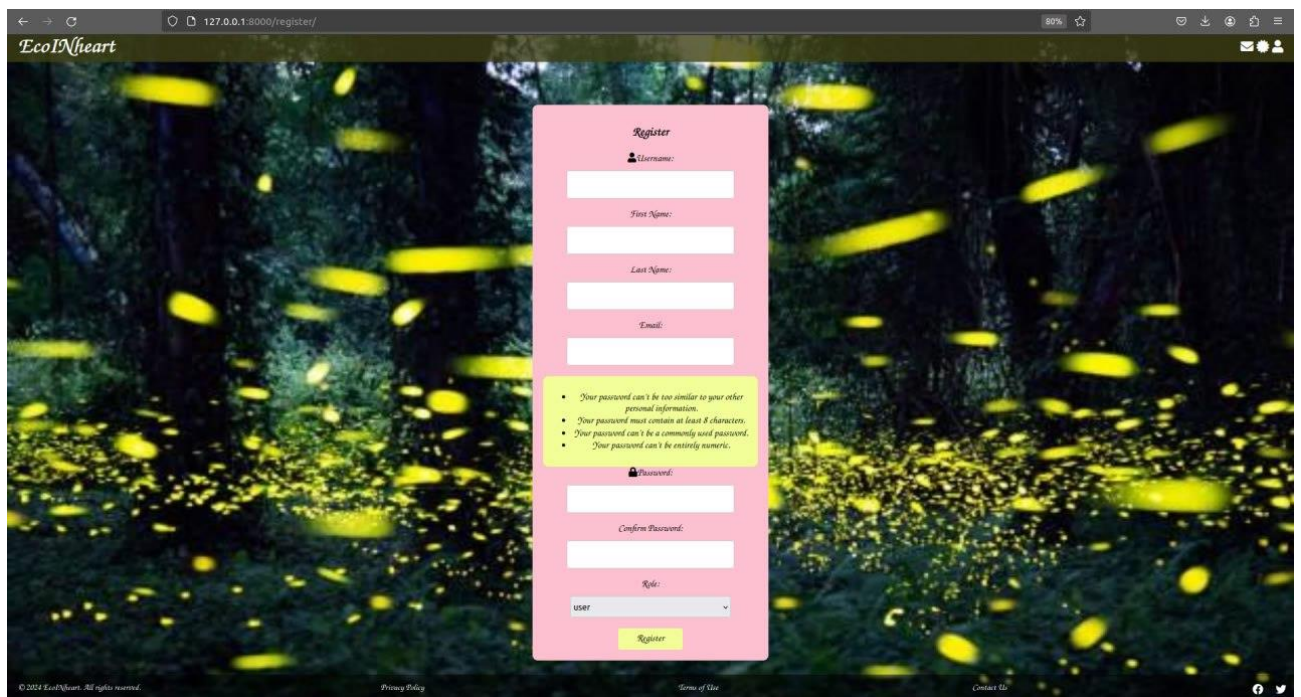 127.0.0.1:8000/register/
80%
EcoINheart
Register
Username:
First Name:
Last Name:
Email:
Your password can't be too similar to your other
personal information.
Your password must contain at least 8 characters.
Your password can't be a commonly used password.
Your password can't be entirely numeric.
Password:
Confirm Password:
Role:
user
Register
© 2024 EcoINheart. All rights reserved.
Privacy Policy
Terms of Use
Contact Us